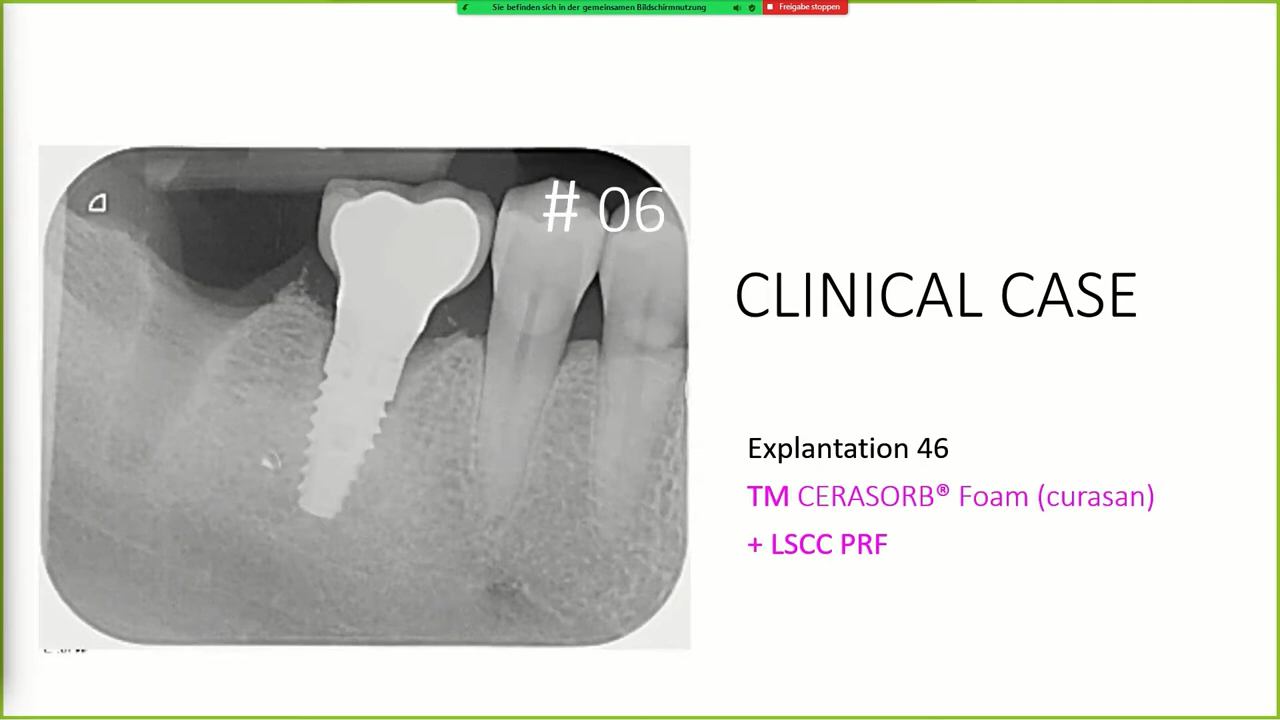 Sie befinden sich in der gemeinsamen Bildschirmnutzung
Freigabe stoppen
# 06
CLINICAL CASE
Explantation 46
TM CERASORB® Foam (curasan)
+ LSCC PRF